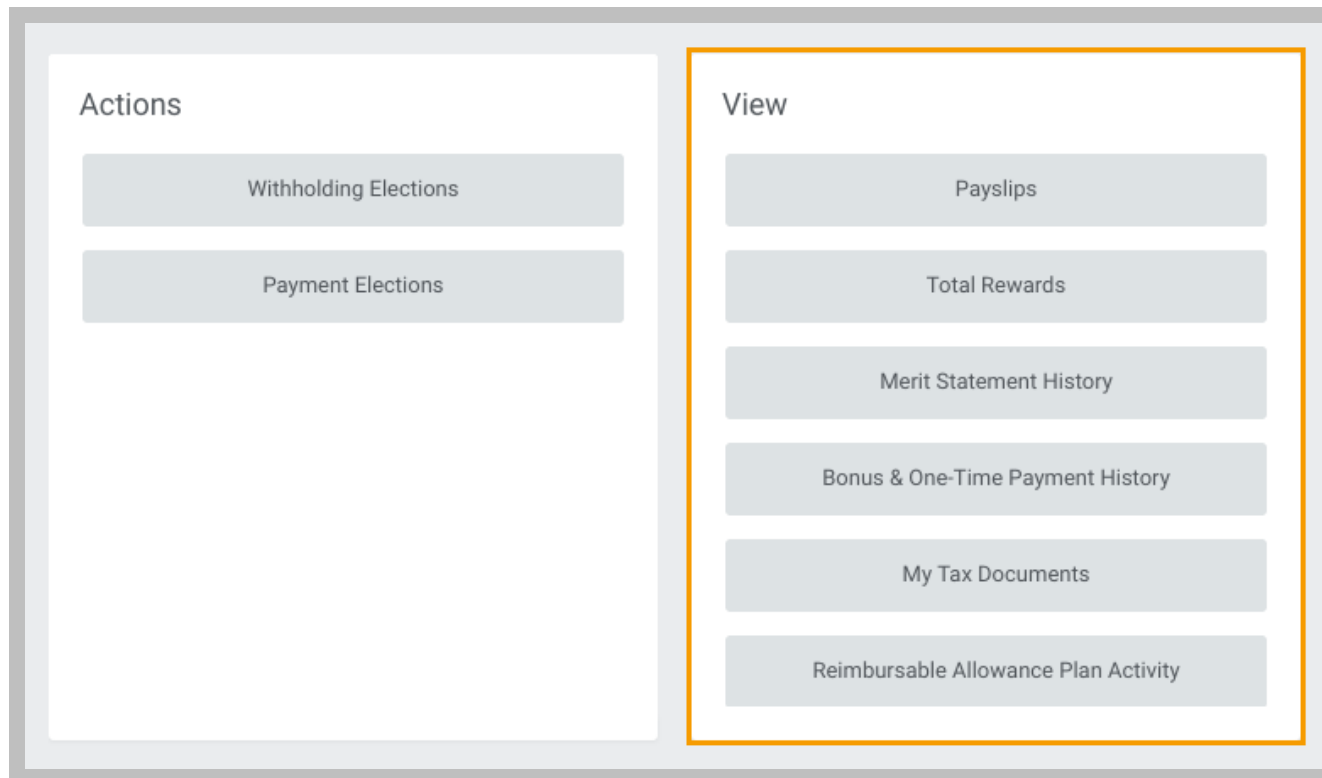 Actions
Withholding Elections
Payment Elections
View
Payslips
Total Rewards
Merit Statement History
Bonus & One-Time Payment History
My Tax Documents
Reimbursable Allowance Plan Activity